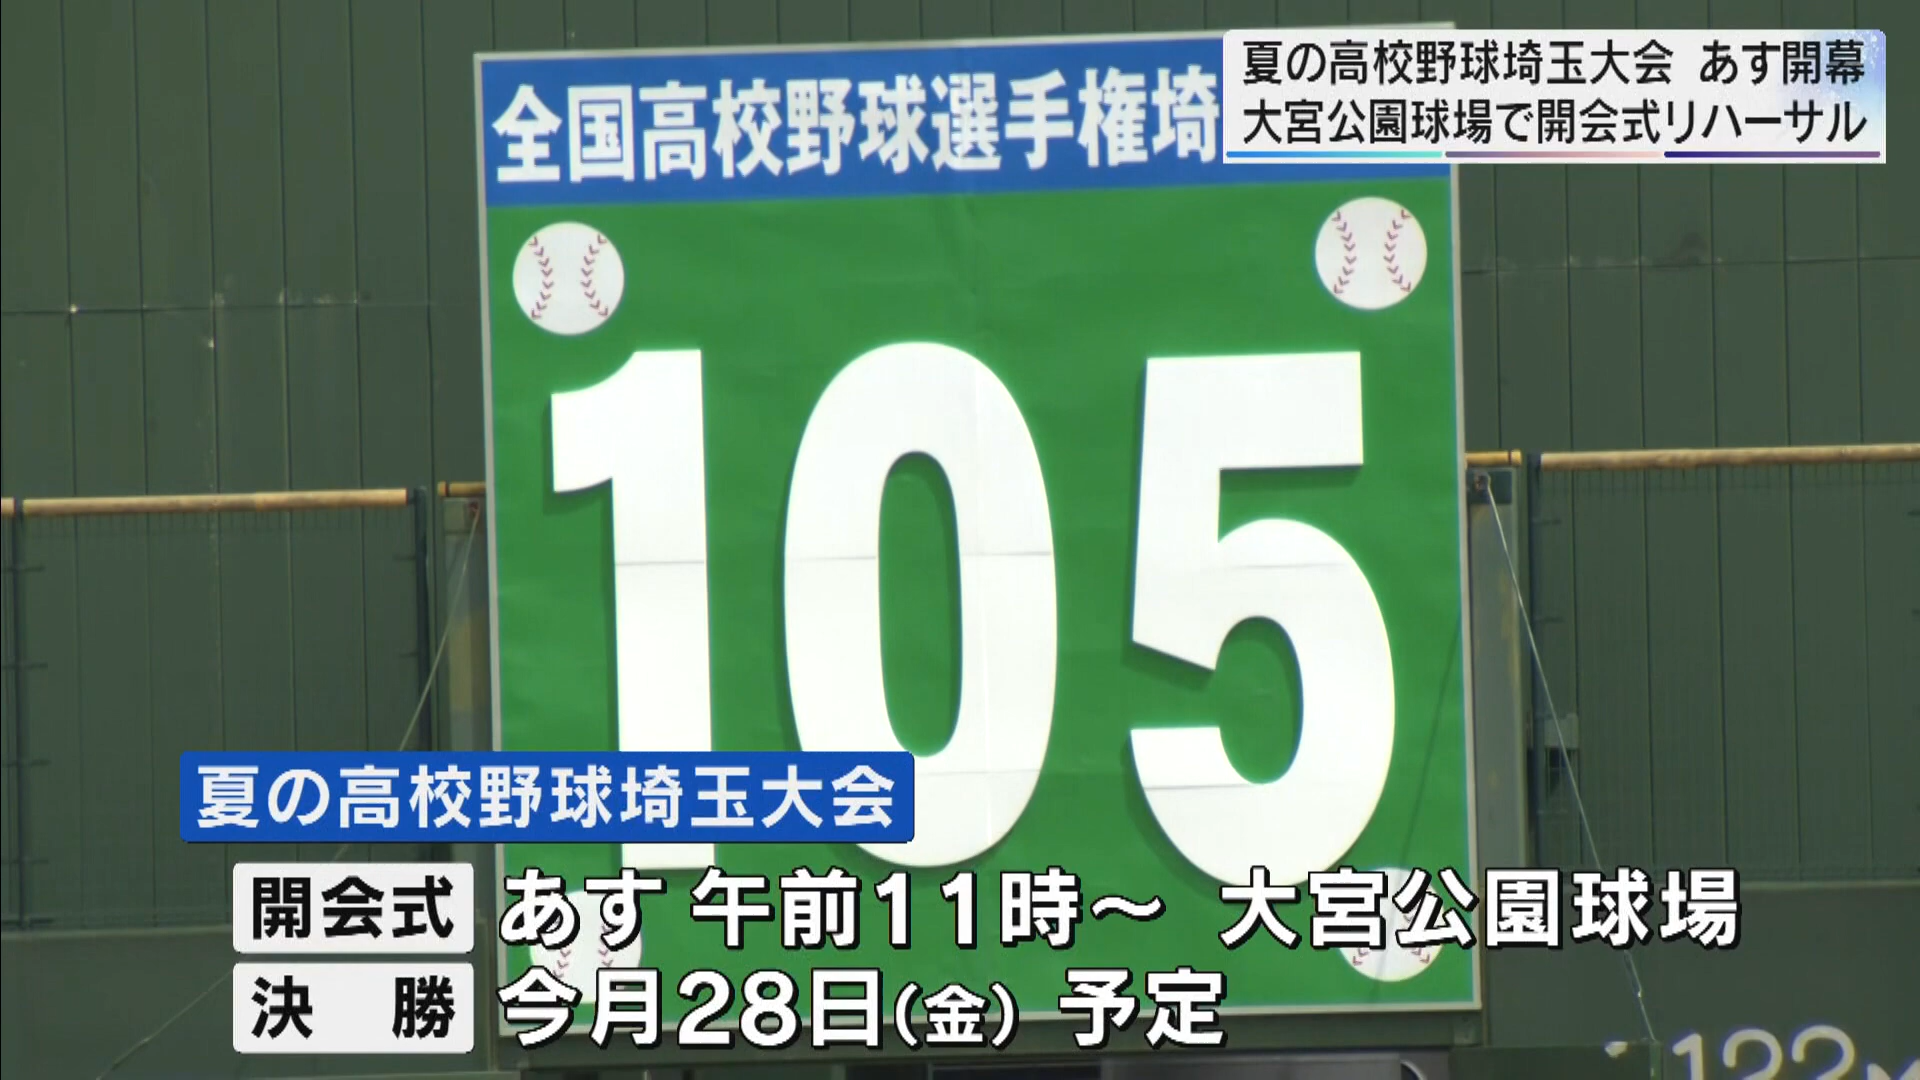 夏の高校野球埼玉大会 あす開幕
大宮公園球場で開会式リハーサル
全国高校野球選手権埼
105
夏の高校野球埼玉大会
開会式 あす 午前11時～ 大宮公園球場
決 勝 今月28日(金) 予定
122